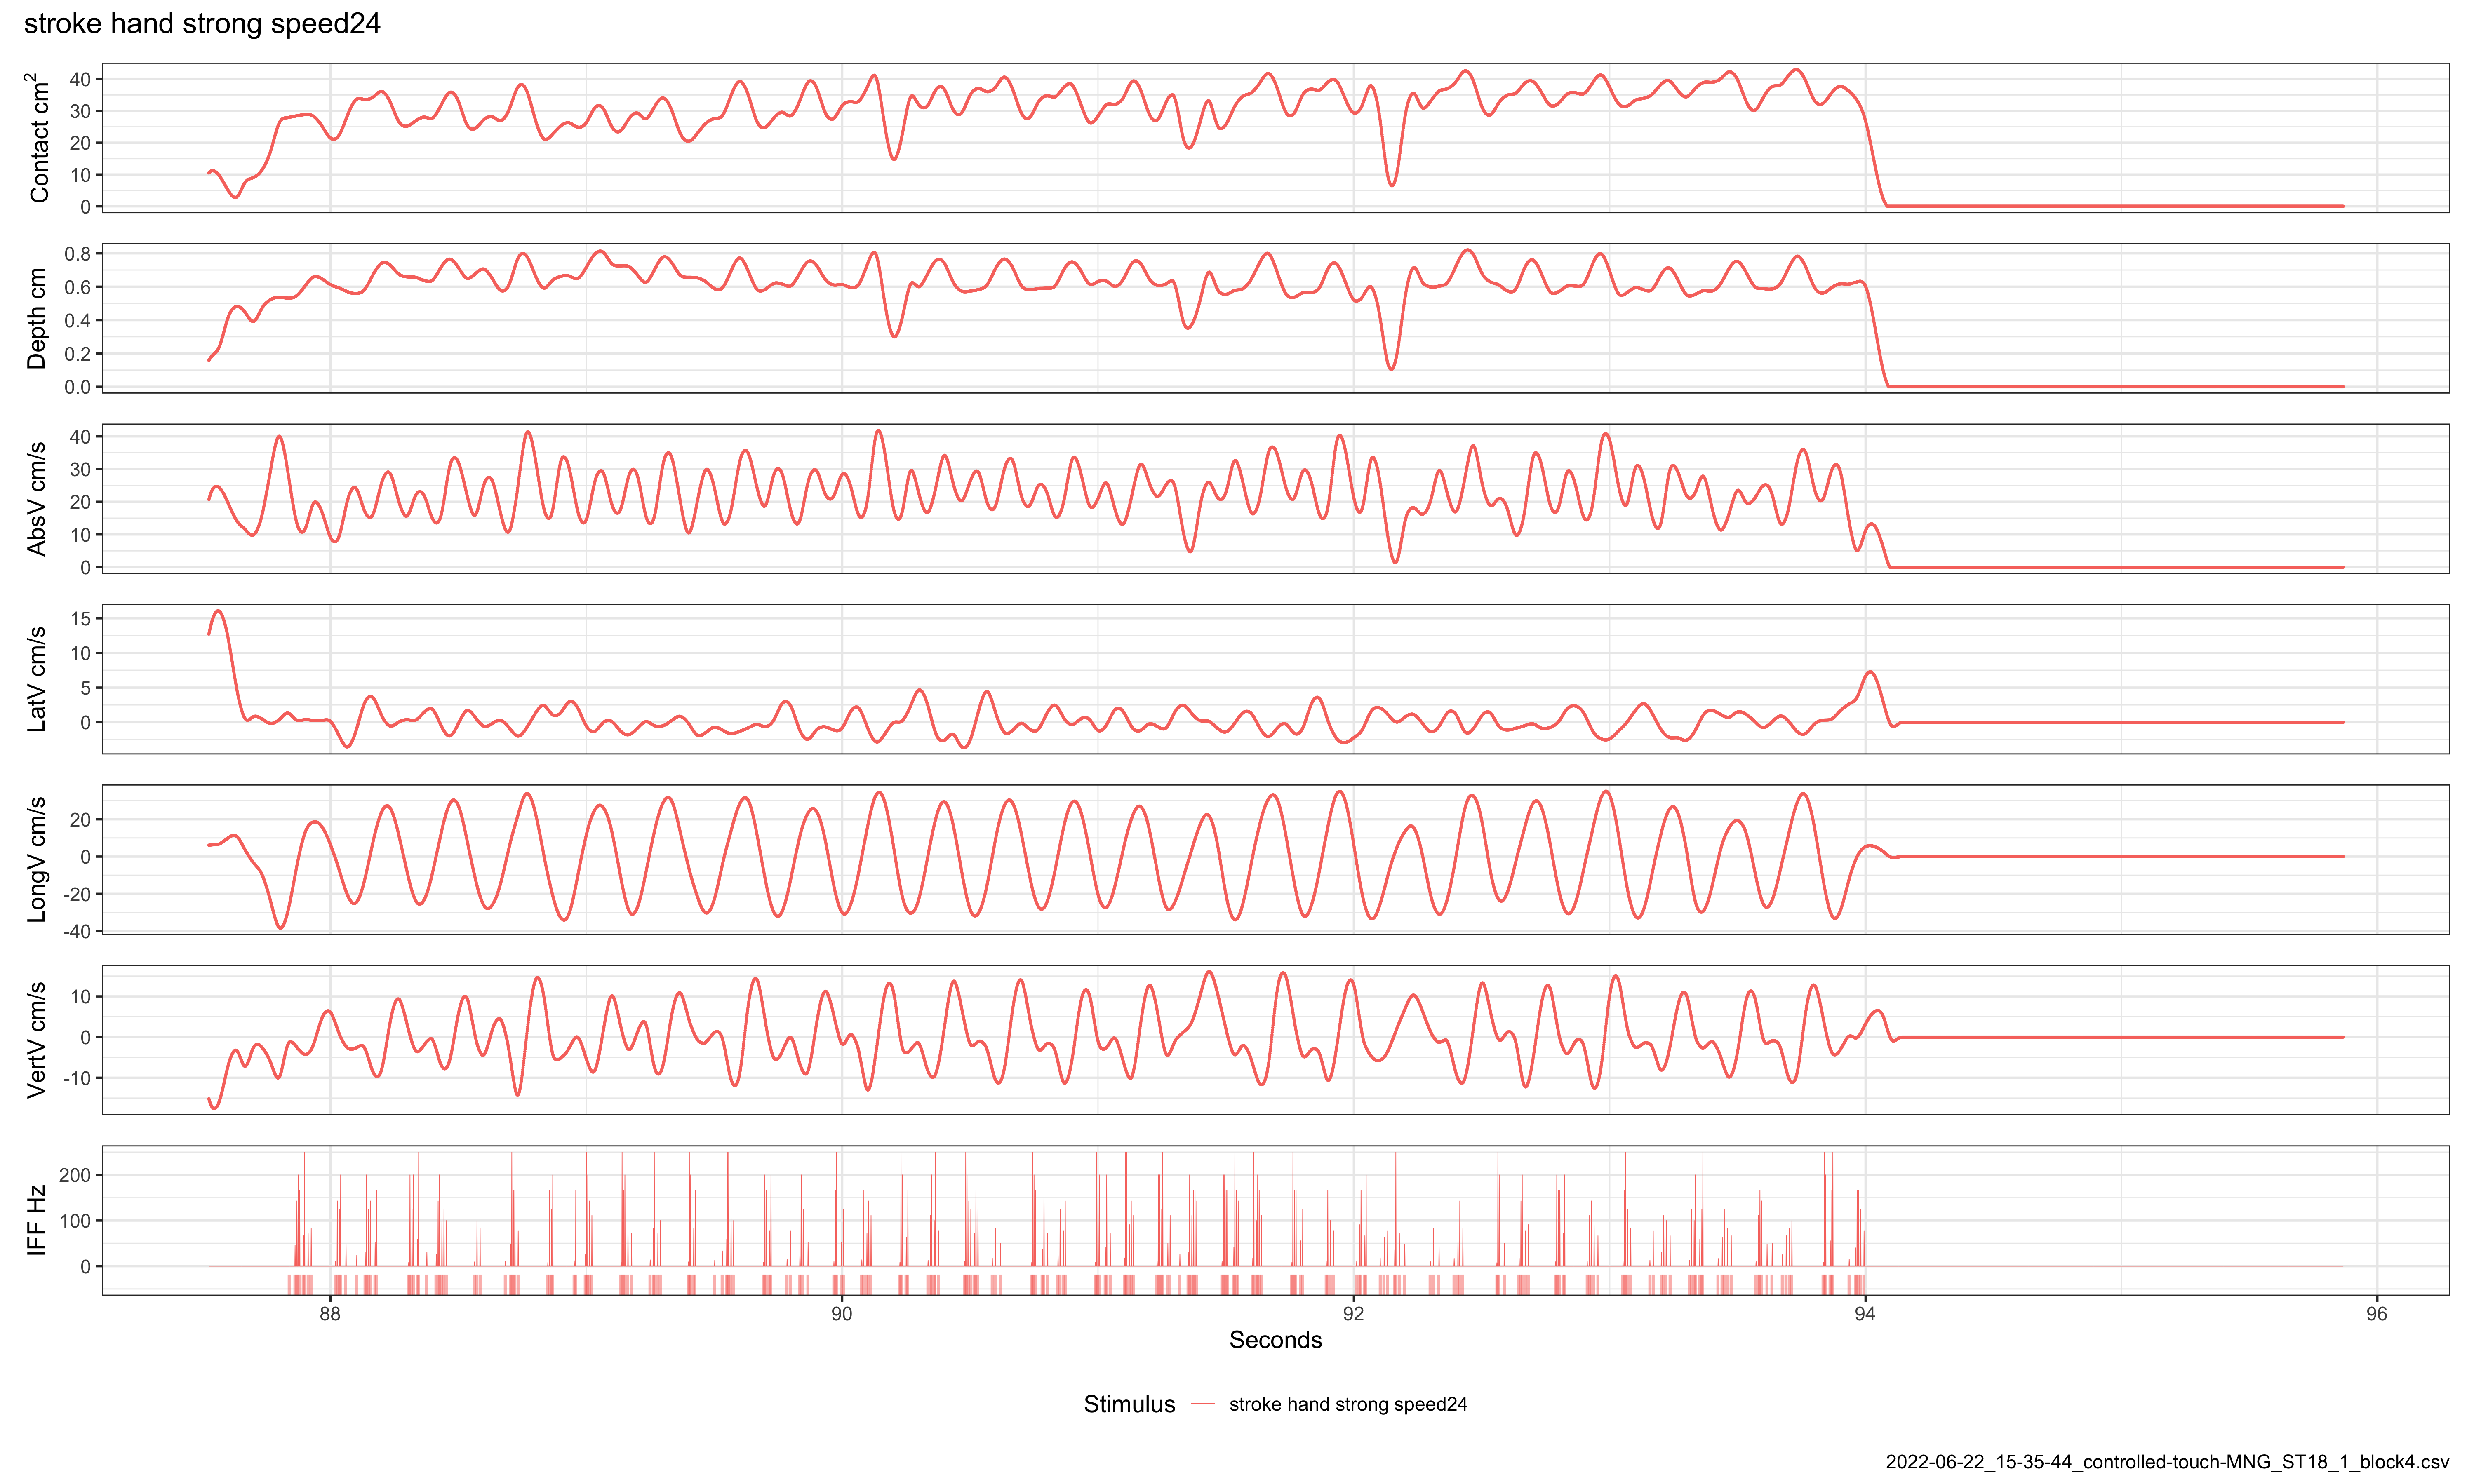 stroke hand strong speed24
Contact cm²
40
30
20
10
0
Depth cm
0.8
0.6
0.4
0.2
0.0
AbsV cm/s
40
30
20
10
0
LatV cm/s
15
10
5
0
LongV cm/s
20
0
-20
-40
VertV cm/s
10
0
-10
IFF Hz
200
100
0
88 90 92 94 96
Seconds
Stimulus stroke hand strong speed24
2022-06-22_15-35-44_controlled-touch-MNG_ST18_1_block4.csv